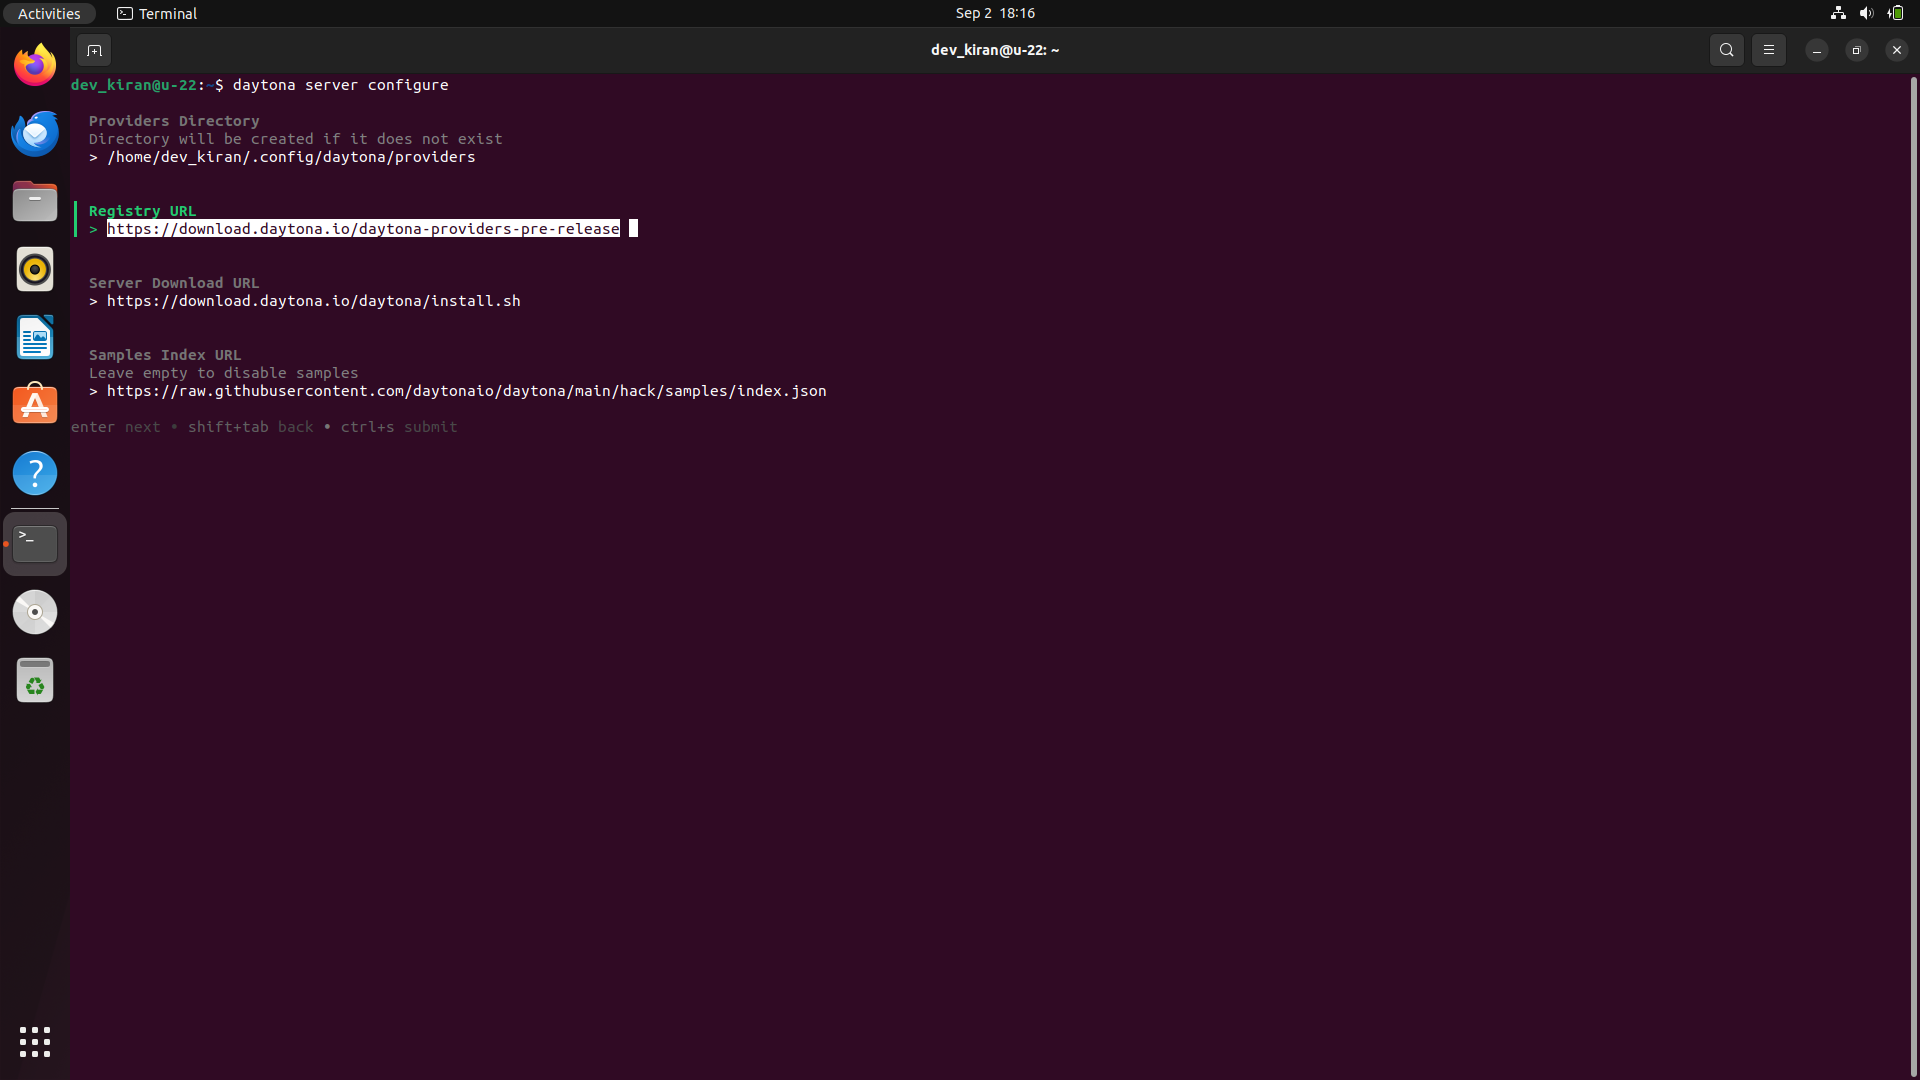 Activities
Terminal
Sep 2 18:16
dev_kiran@u-22: ~
dev_kiran@u-22:~$ daytona server configure
Providers Directory
Directory will be created if it does not exist
> /home/dev_kiran/.config/daytona/providers
Registry URL
> https://download.daytona.io/daytona-providers-pre-release
Server Download URL
> https://download.daytona.io/daytona/install.sh
Samples Index URL
Leave empty to disable samples
> https://raw.githubusercontent.com/daytonaio/daytona/main/hack/samples/index.json
enter next • shift+tab back • ctrl+s submit